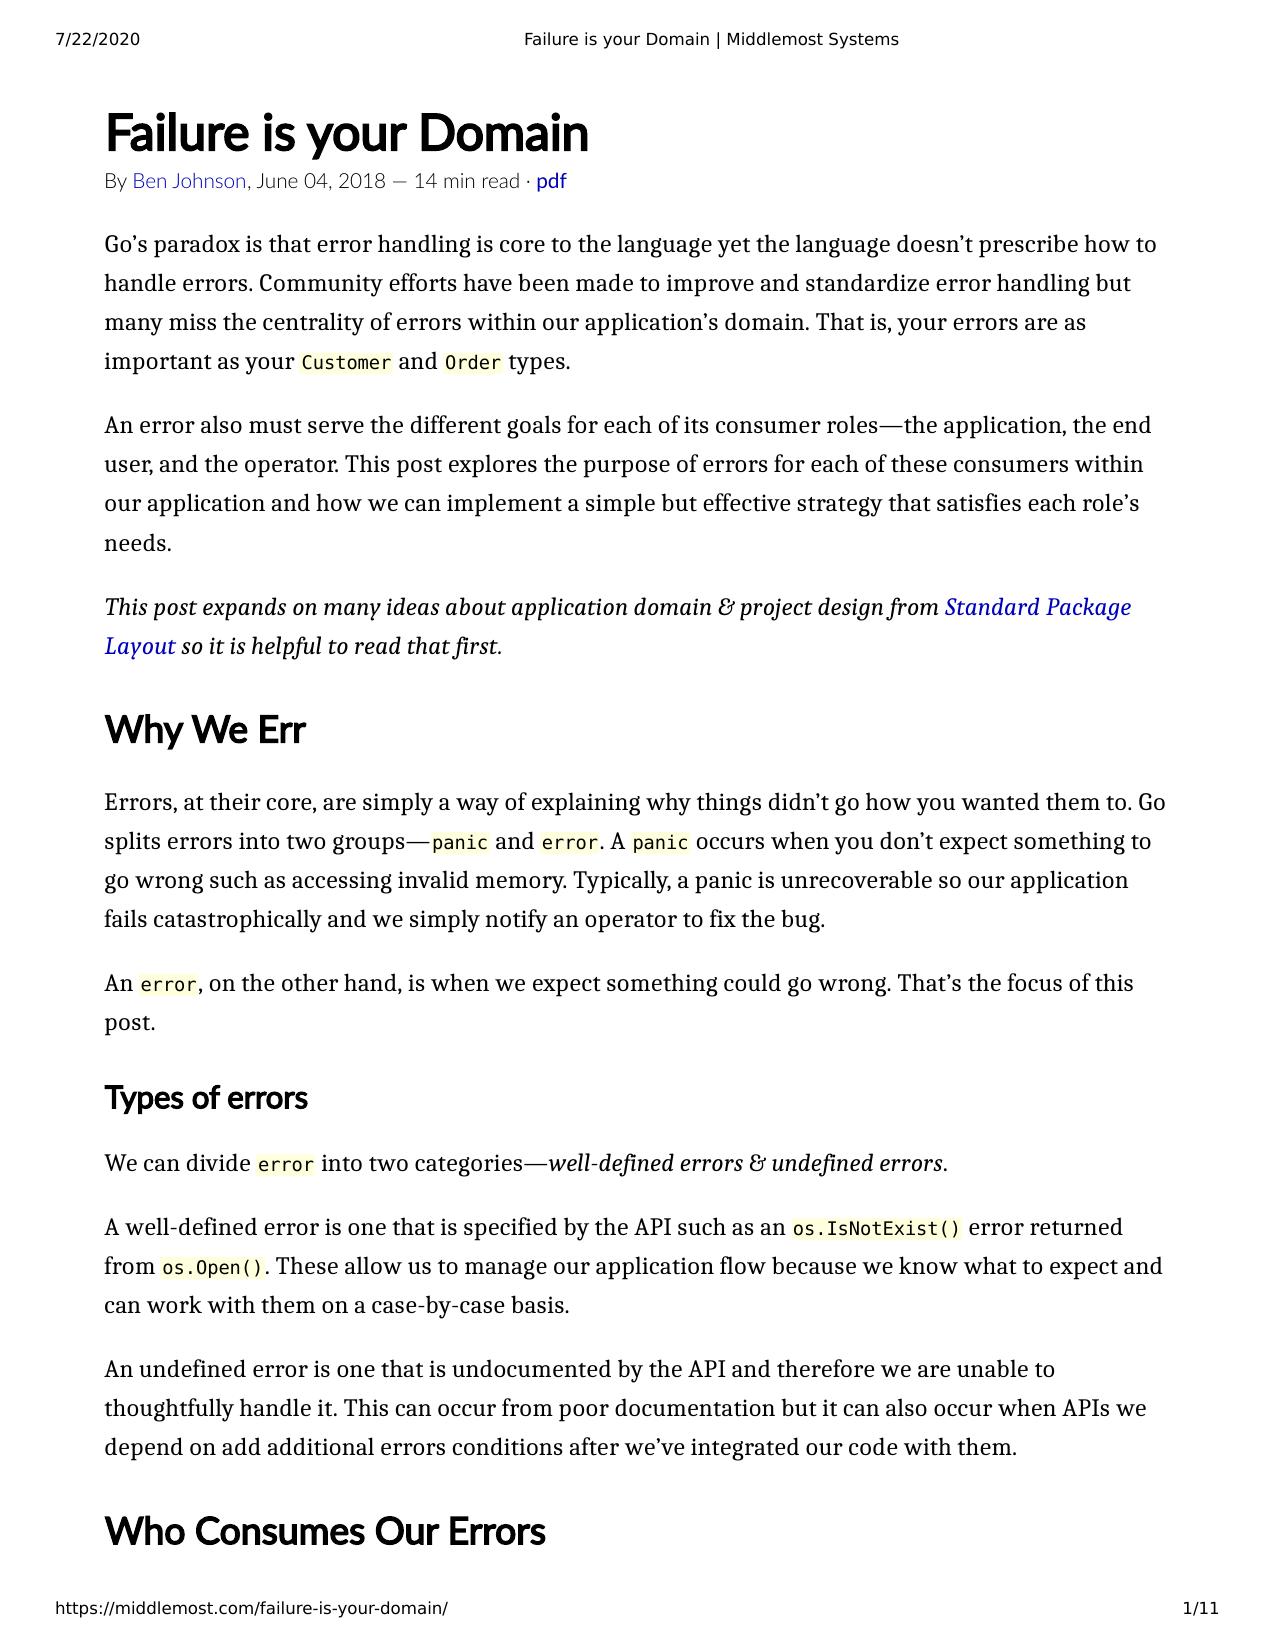 7/22/2020 Failure is your Domain | Middlemost Systems
Failure is your Domain
By Ben Johnson, June 04, 2018 — 14 min read · pdf
Go’s paradox is that error handling is core to the language yet the language doesn’t prescribe how to
handle errors. Community efforts have been made to improve and standardize error handling but
many miss the centrality of errors within our application’s domain. That is, your errors are as
important as your Customer and Order types.
An error also must serve the different goals for each of its consumer roles—the application, the end
user, and the operator. This post explores the purpose of errors for each of these consumers within
our application and how we can implement a simple but effective strategy that satisfies each role’s
needs.
This post expands on many ideas about application domain & project design from Standard Package
Layout so it is helpful to read that first.
Why We Err
Errors, at their core, are simply a way of explaining why things didn’t go how you wanted them to. Go
splits errors into two groups—panic and error. A panic occurs when you don’t expect something to
go wrong such as accessing invalid memory. Typically, a panic is unrecoverable so our application
fails catastrophically and we simply notify an operator to fix the bug.
An error, on the other hand, is when we expect something could go wrong. That’s the focus of this
post.
Types of errors
We can divide error into two categories—well-defined errors & undefined errors.
A well-defined error is one that is specified by the API such as an os.IsNotExist() error returned
from os.Open(). These allow us to manage our application flow because we know what to expect and
can work with them on a case-by-case basis.
An undefined error is one that is undocumented by the API and therefore we are unable to
thoughtfully handle it. This can occur from poor documentation but it can also occur when APIs we
depend on add additional errors conditions after we’ve integrated our code with them.
Who Consumes Our Errors
https://middlemost.com/failure-is-your-domain/ 1/11